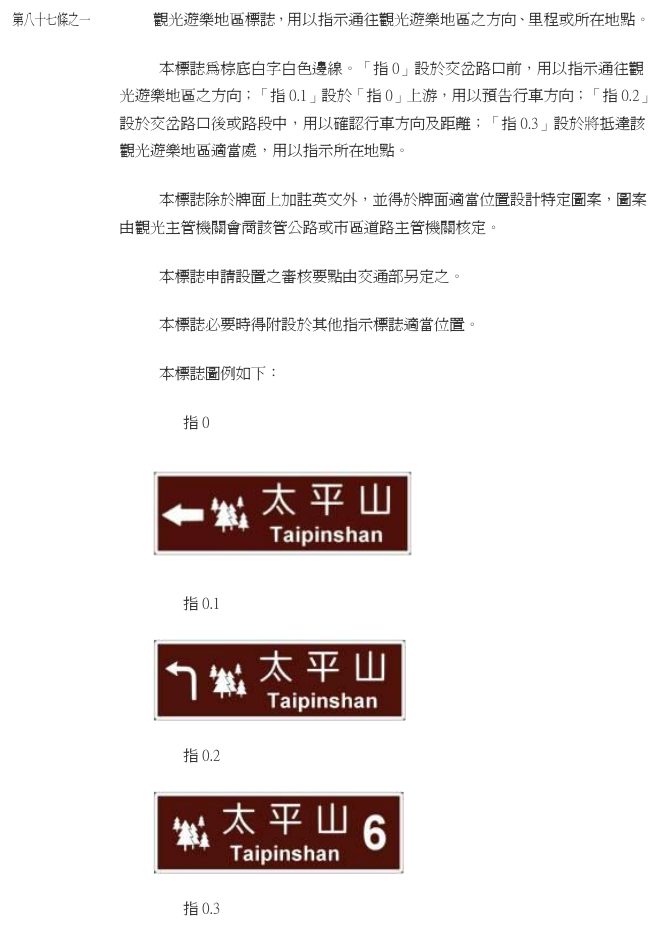 第八十七條之一 觀光遊樂地區標誌，用以指示通往觀光遊樂地區之方向、里程或所在地點。
本標誌為棕底白字白色邊線。「指0」設於交岔路口前，用以指示通往觀
光遊樂地區之方向；「指0.1」設於「指0」上游，用以預告行車方向；「指0.2」
設於交岔路口後或路段中，用以確認行車方向及距離；「指0.3」設於將抵達該
觀光遊樂地區適當處，用以指示所在地點。
本標誌除於牌面上加註英文外，並得於牌面適當位置設計特定圖案，圖案
由觀光主管機關會商該管公路或市區道路主管機關核定。
本標誌申請設置之審核要點由交通部另定之。
本標誌必要時得附設於其他指示標誌適當位置。
本標誌圖例如下：
指0
太平山
Taipinshan
指0.1
太平山
Taipinshan
指0.2
太平山 6
Taipinshan
指0.3